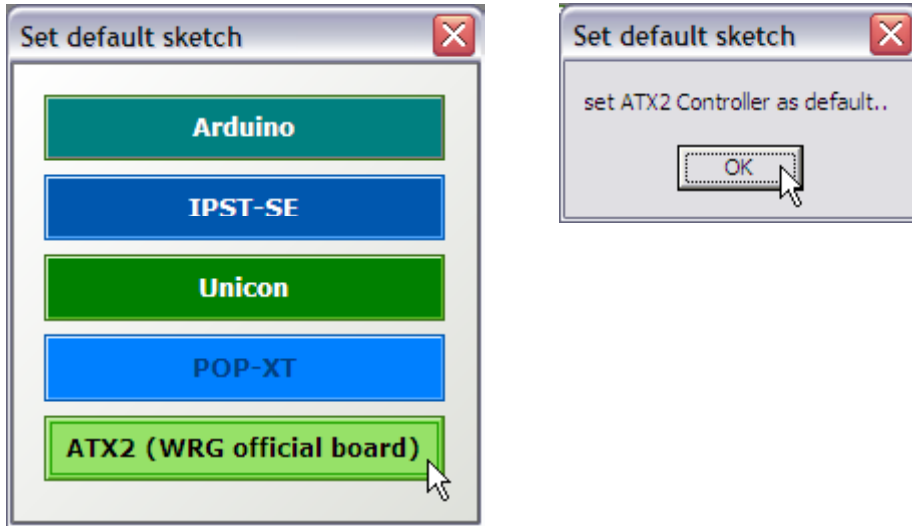 Set default sketch
Arduino
IPST-SE
Unicon
POP-XT
ATX2 (WRG official board)
Set default sketch
set ATX2 Controller as default..
OK